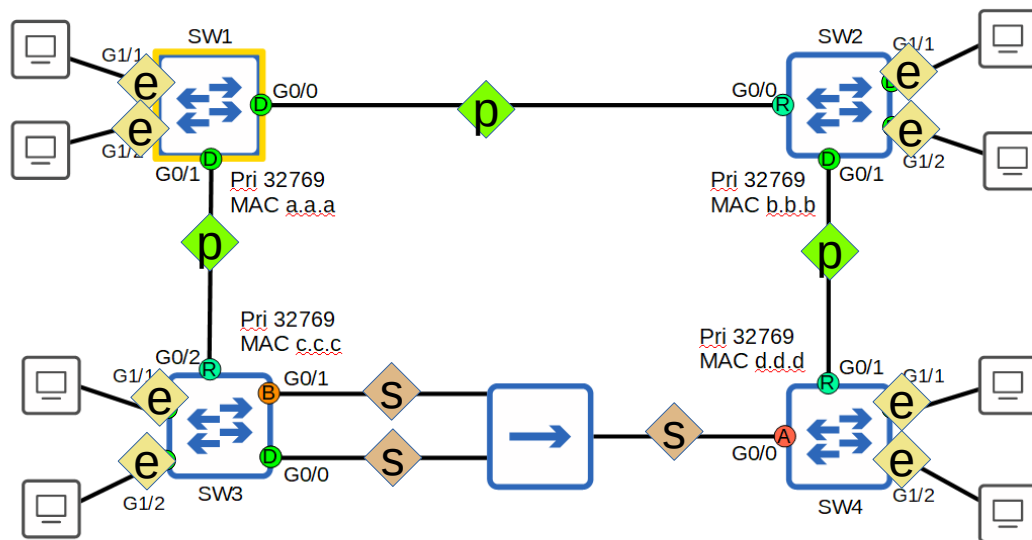 SW1
SW2
G1/1
G1/1
e
e
G0/0
G0/0
D
p
R
e
e
G1/2
G1/2
D
D
G0/1
G0/1
Pri 32769
MAC a.a.a
Pri 32769
MAC b.b.b
p
p
Pri 32769
MAC c.c.c
Pri 32769
MAC d.d.d
G0/2
G0/1
R
R
G1/1
G0/1
G1/1
B
s
e
e
D
s
s
A
e
e
G0/0
G0/0
G1/2
G1/2
SW3
SW4